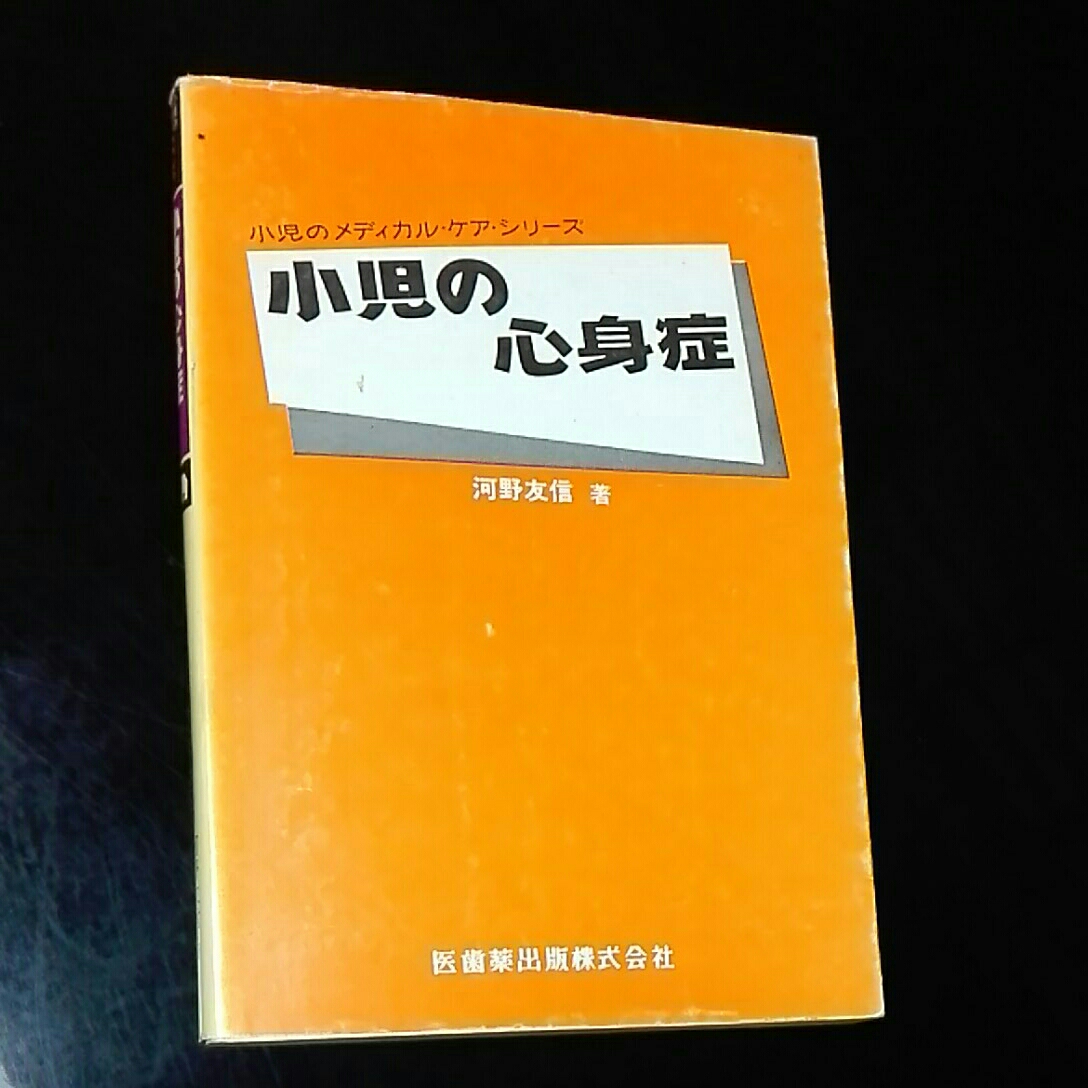 小児のメディカル・ケア・シリーズ
小児の
心身症
河野友信 著
医歯薬出版株式会社